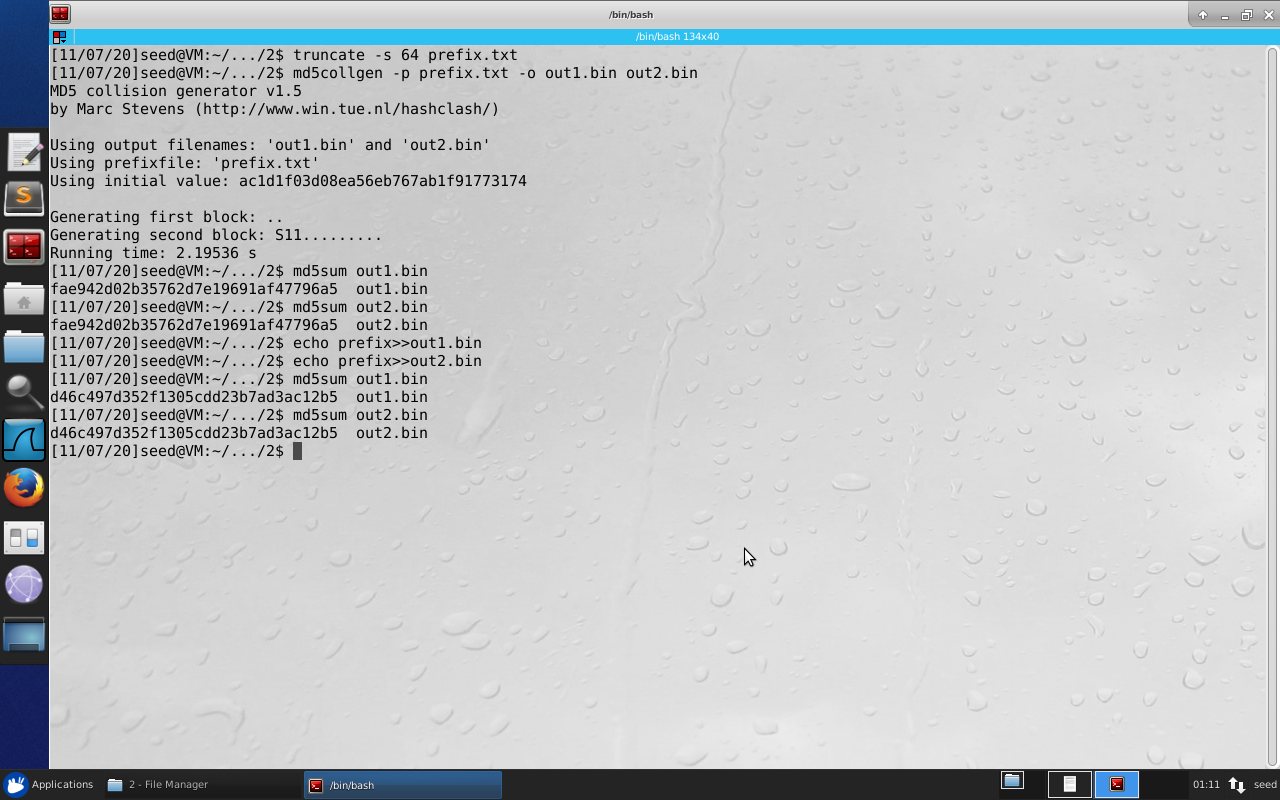 /bin/bash
/bin/bash 134x40
[11/07/20]seed@VM:~/.../2$ truncate -s 64 prefix.txt
[11/07/20]seed@VM:~/.../2$ md5collgen -p prefix.txt -o out1.bin out2.bin
MD5 collision generator v1.5
by Marc Stevens (http://www.win.tue.nl/hashclash/)
Using output filenames: 'out1.bin' and 'out2.bin'
Using prefixfile: 'prefix.txt'
Using initial value: ac1d1f03d08ea56eb767ab1f91773174
Generating first block: ..
Generating second block: S11.........
Running time: 2.19536 s
[11/07/20]seed@VM:~/.../2$ md5sum out1.bin
fae942d02b35762d7e19691af47796a5  out1.bin
[11/07/20]seed@VM:~/.../2$ md5sum out2.bin
fae942d02b35762d7e19691af47796a5  out2.bin
[11/07/20]seed@VM:~/.../2$ echo prefix>>out1.bin
[11/07/20]seed@VM:~/.../2$ echo prefix>>out2.bin
[11/07/20]seed@VM:~/.../2$ md5sum out1.bin
d46c497d352f1305cdd23b7ad3ac12b5  out1.bin
[11/07/20]seed@VM:~/.../2$ md5sum out2.bin
d46c497d352f1305cdd23b7ad3ac12b5  out2.bin
[11/07/20]seed@VM:~/.../2$
Applications
2 - File Manager
/bin/bash
01:11
seed